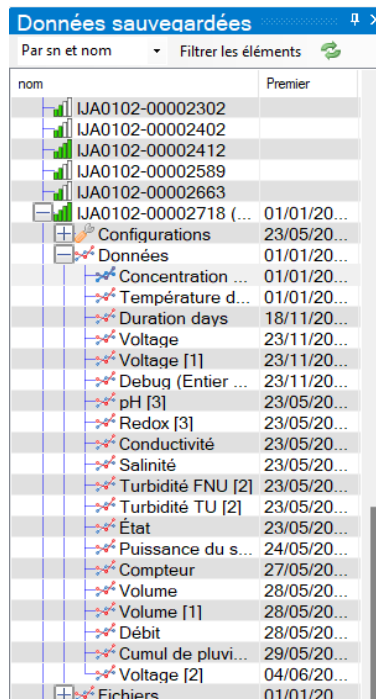 Données sauvegardées
Par sn et nom Filtrer les éléments
nom Premier
IJA0102-00002302
IJA0102-00002402
IJA0102-00002412
IJA0102-00002589
IJA0102-00002663
IJA0102-00002718 (... 01/01/20...
Configurations 23/05/20...
Données 01/01/20...
Concentration ... 01/01/20...
Température d... 01/01/20...
Duration days 18/11/20...
Voltage 23/11/20...
Voltage [1] 23/11/20...
Debug (Entier ... 23/11/20...
pH [3] 23/05/20...
Redox [3] 23/05/20...
Conductivité 23/05/20...
Salinité 23/05/20...
Turbidité FNU [2] 23/05/20...
Turbidité TU [2] 23/05/20...
État 23/05/20...
Puissance du s... 24/05/20...
Compteur 27/05/20...
Volume 28/05/20...
Volume [1] 28/05/20...
Débit 28/05/20...
Cumul de pluvi... 29/05/20...
Voltage [2] 04/06/20...
Fichiers 01/01/20...